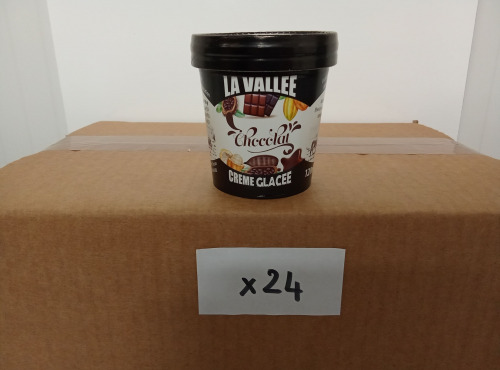 LA VALLEE
Chocolat
CREME GLACEE
x24